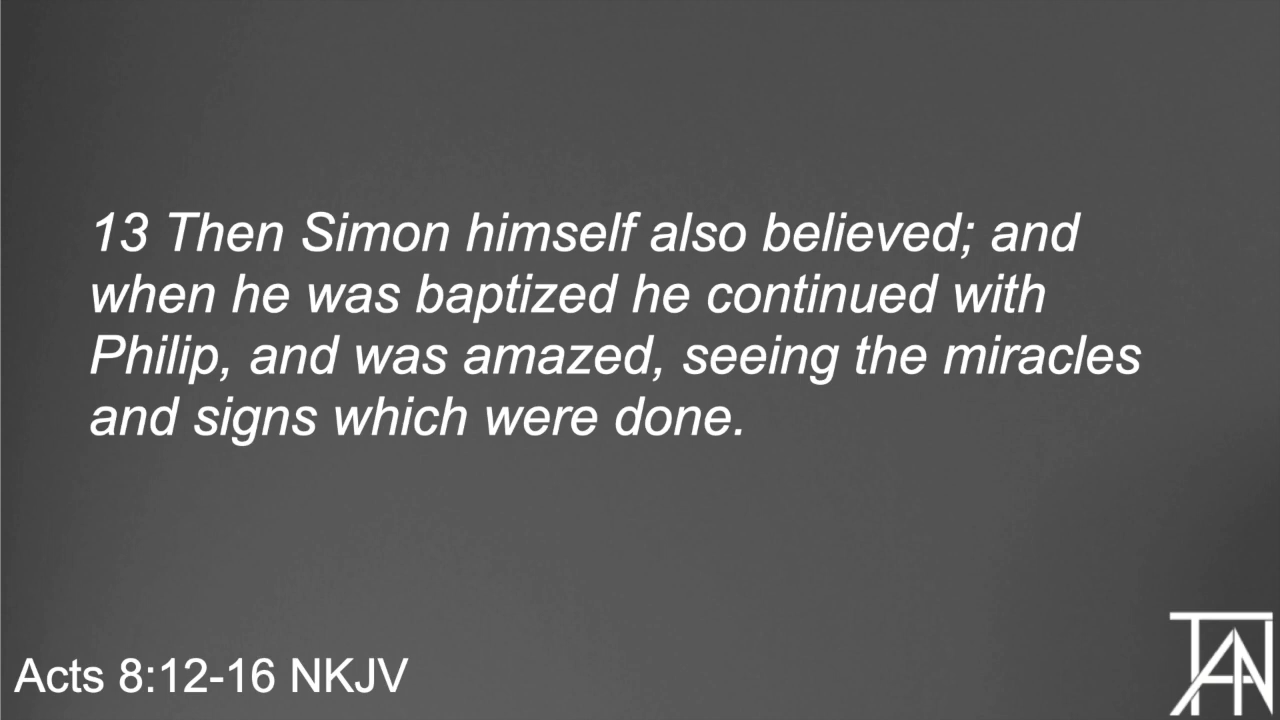 13 Then Simon himself also believed; and
when he was baptized he continued with
Philip, and was amazed, seeing the miracles
and signs which were done.
Acts 8:12-16 NKJV